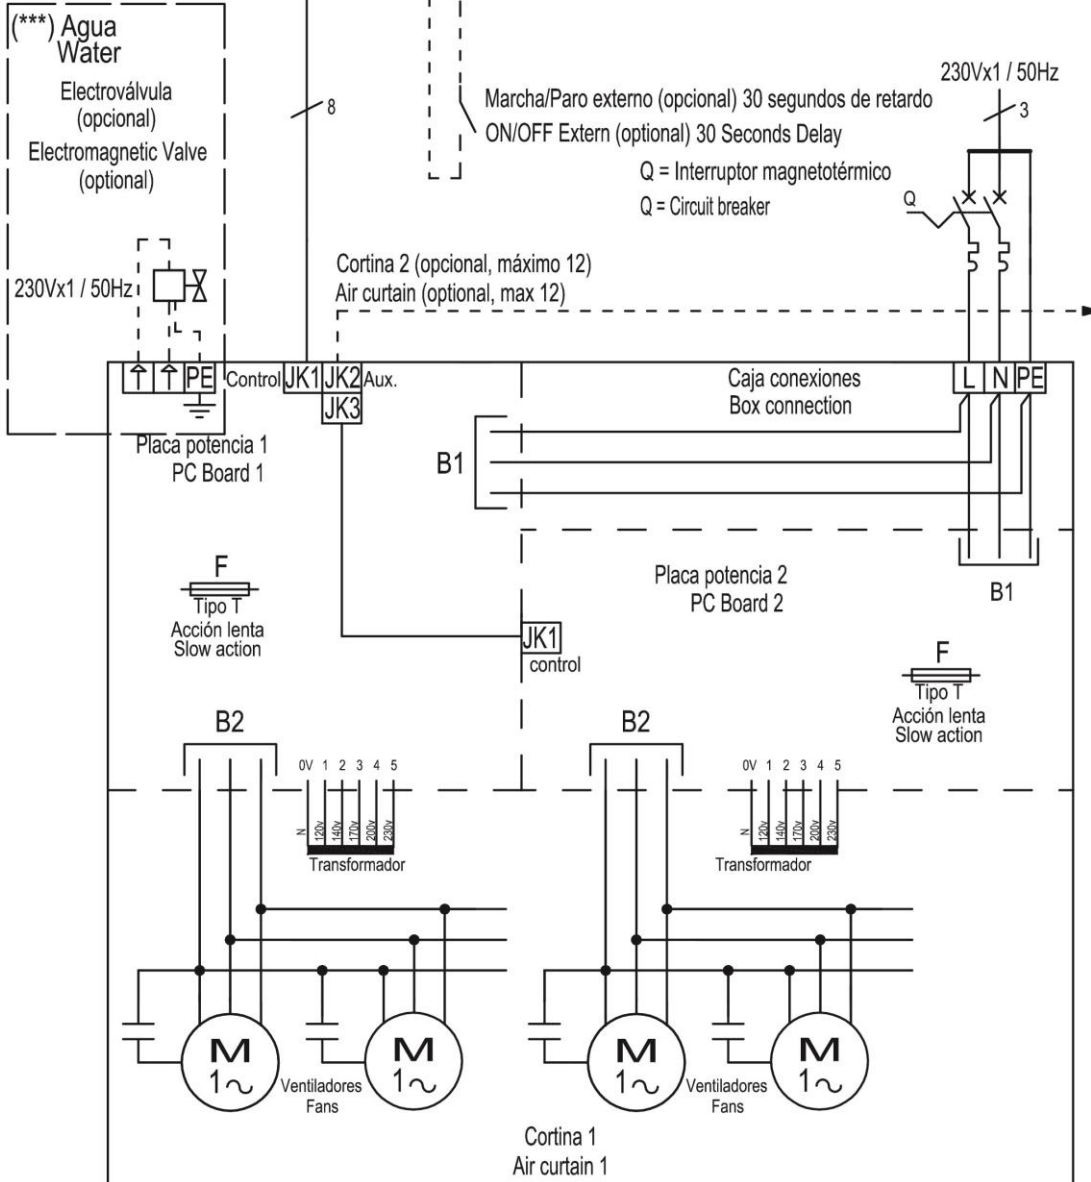 (***) Agua
Water
Electroválvula
(opcional)
Electromagnetic Valve
(optional)
230Vx1 / 50Hz
8
Marcha/Paro externo (opcional) 30 segundos de retardo
ON/OFF Extern (optional) 30 Seconds Delay
Q = Interruptor magnetotérmico
Q = Circuit breaker
230Vx1 / 50Hz
3
Q
Cortina 2 (opcional, máximo 12)
Air curtain (optional, max 12)
PE
Control JK1 JK2 Aux.
JK3
Caja conexiones
Box connection
L N PE
Placa potencia 1
PC Board 1
B1
B1
F
Tipo T
Acción lenta
Slow action
Placa potencia 2
PC Board 2
JK1
control
F
Tipo T
Acción lenta
Slow action
B2
0V 1 2 3 4 5
N 120v 140v 170v 200v 230v
Transformador
B2
0V 1 2 3 4 5
N 120v 140v 170v 200v 230v
Transformador
M
1~
Ventiladores
Fans
M
1~
M
1~
Ventiladores
Fans
M
1~
Cortina 1
Air curtain 1